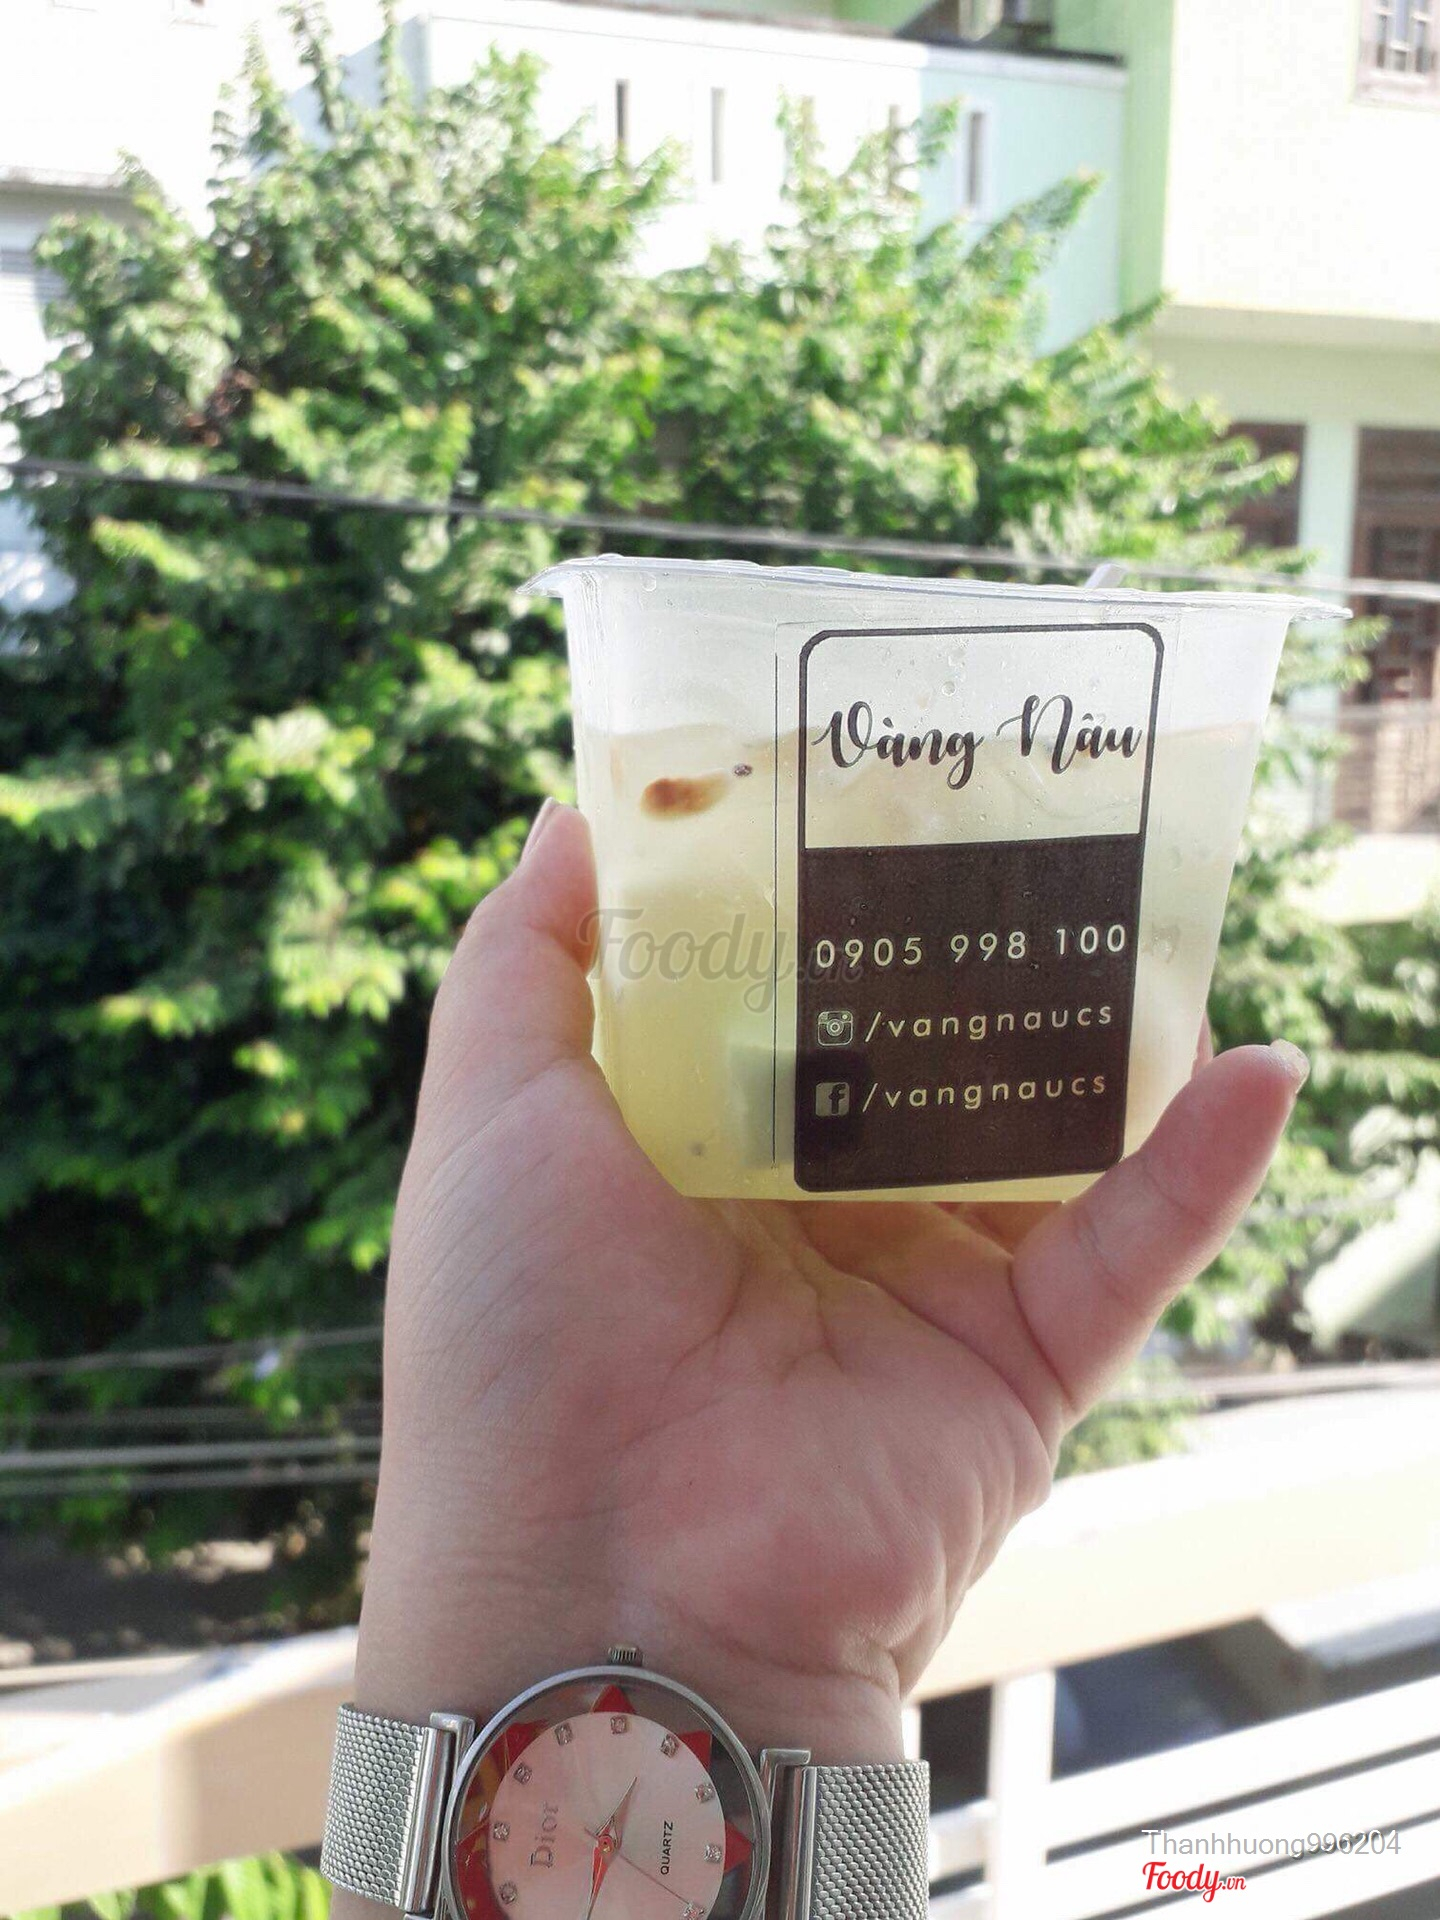 Vàng Nâu
0905 998 100
/vangnaucs
/vangnaucs
Foody.vn
Dior
QUARTZ
Thanhhuong996204
Foody.vn